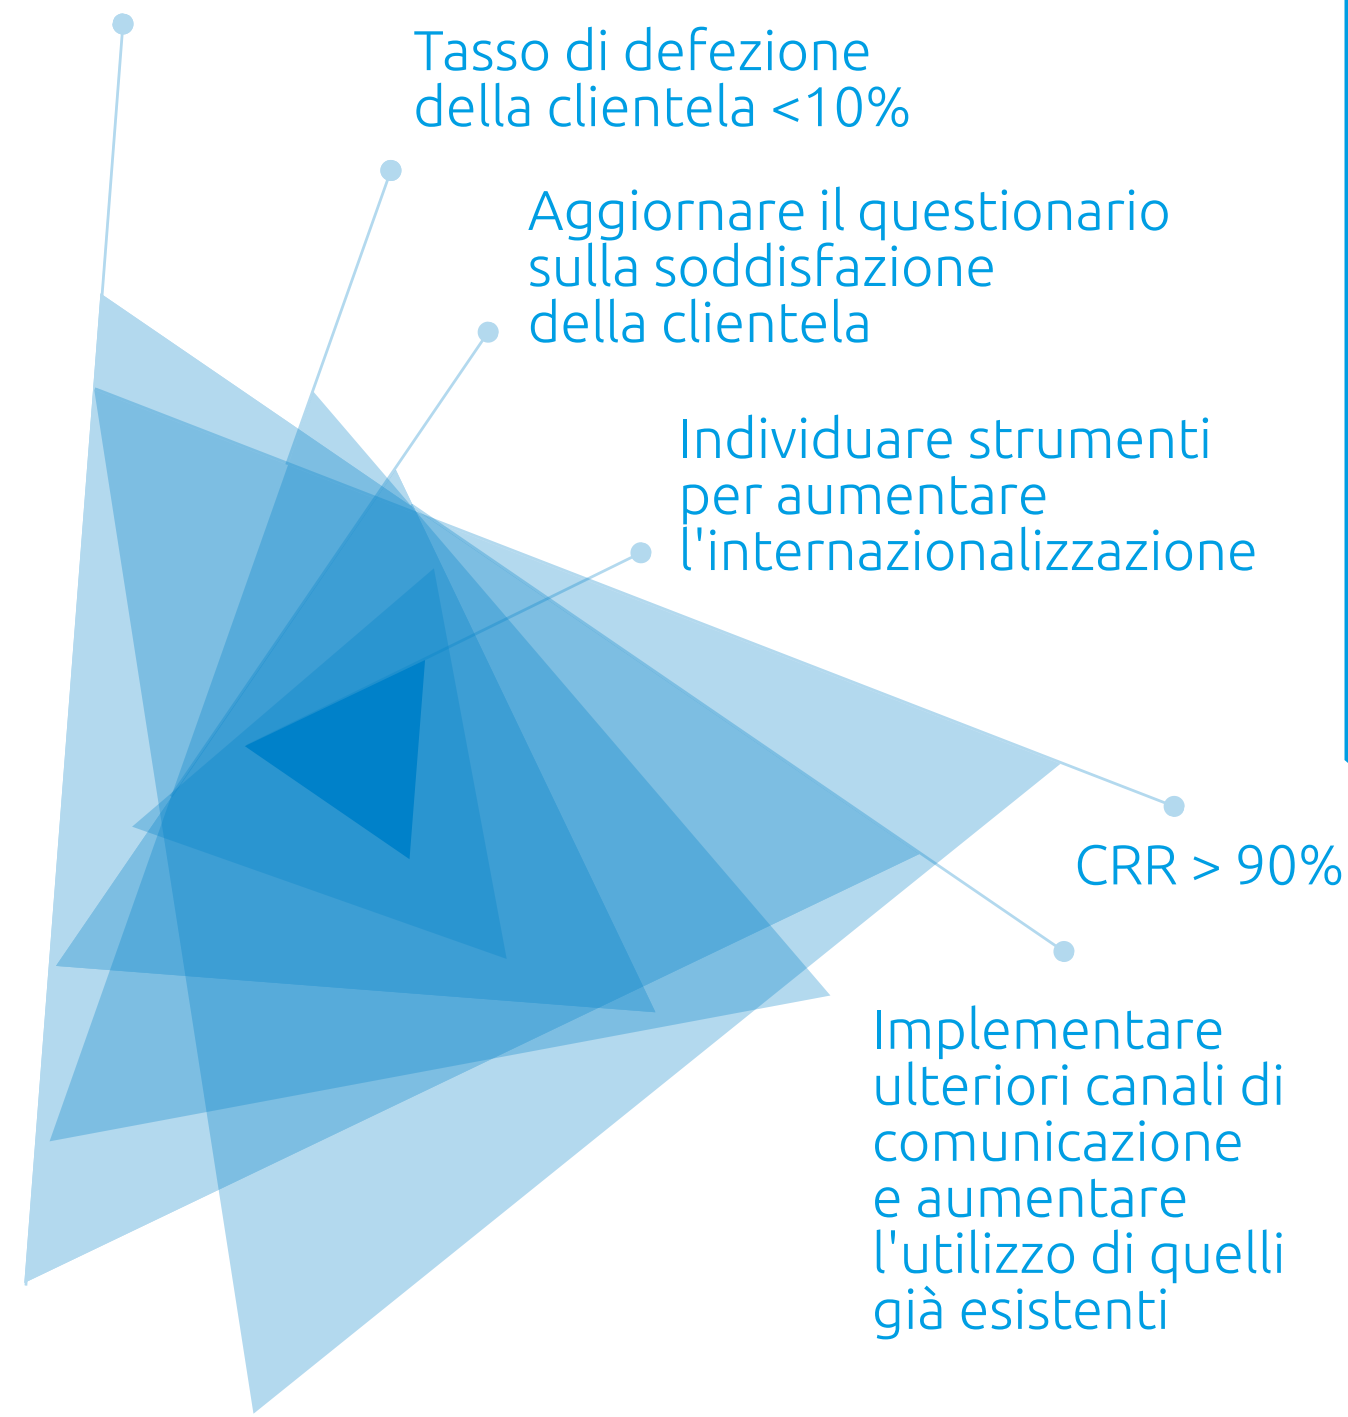 Tasso di defezione
della clientela <10%
Aggiornare il questionario
sulla soddisfazione
della clientela
Individuare strumenti
per aumentare
l'internazionalizzazione
CRR > 90%
Implementare
ulteriori canali di
comunicazione
e aumentare
l'utilizzo di quelli
già esistenti